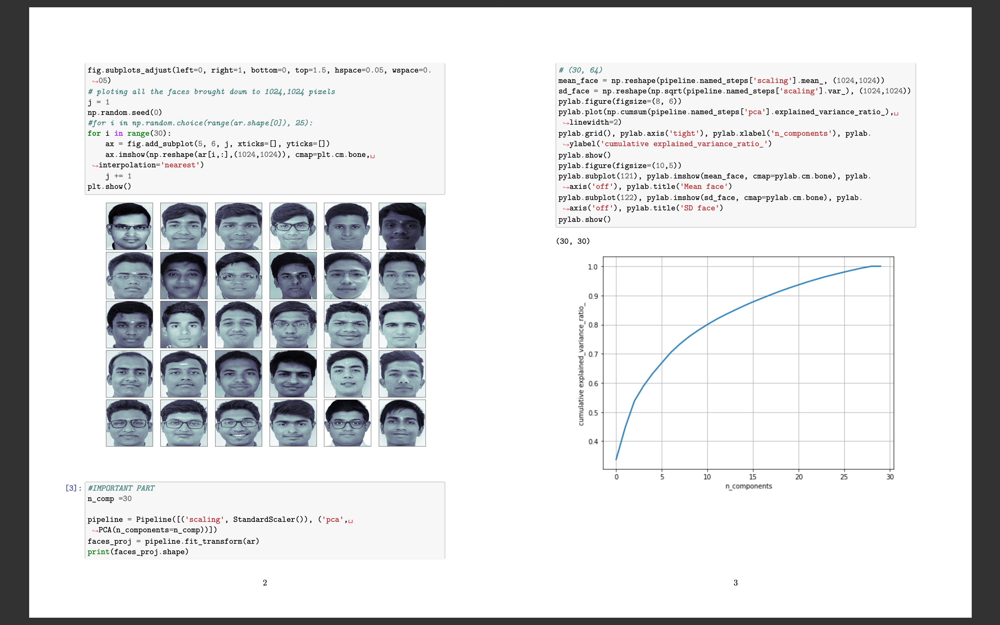 fig.subplots_adjust(left=0, right=1, bottom=0, top=1.5, hspace=0.05, wspace=0.
↪05)
# ploting all the faces brought down to 1024,1024 pixels
j = 1
np.random.seed(0)
#for i in np.random.choice(range(ar.shape[0]), 25):
for i in range(30):
    ax = fig.add_subplot(5, 6, j, xticks=[], yticks=[])
    ax.imshow(np.reshape(ar[i,:],(1024,1024)), cmap=plt.cm.bone,␣
↪interpolation='nearest')
    j += 1
plt.show()
[3]: #IMPORTANT PART
n_comp =30
pipeline = Pipeline([('scaling', StandardScaler()), ('pca',␣
↪PCA(n_components=n_comp))])
faces_proj = pipeline.fit_transform(ar)
print(faces_proj.shape)
2
# (30, 64)
mean_face = np.reshape(pipeline.named_steps['scaling'].mean_, (1024,1024))
sd_face = np.reshape(np.sqrt(pipeline.named_steps['scaling'].var_), (1024,1024))
pylab.figure(figsize=(8, 6))
pylab.plot(np.cumsum(pipeline.named_steps['pca'].explained_variance_ratio_),␣
↪linewidth=2)
pylab.grid(), pylab.axis('tight'), pylab.xlabel('n_components'), pylab.
↪ylabel('cumulative explained_variance_ratio_')
pylab.show()
pylab.figure(figsize=(10,5))
pylab.subplot(121), pylab.imshow(mean_face, cmap=pylab.cm.bone), pylab.
↪axis('off'), pylab.title('Mean face')
pylab.subplot(122), pylab.imshow(sd_face, cmap=pylab.cm.bone), pylab.
↪axis('off'), pylab.title('SD face')
pylab.show()
(30, 30)
cumulative explained_variance_ratio_
1.0
0.9
0.8
0.7
0.6
0.5
0.4
0 5 10 15 20 25 30
n_components
3